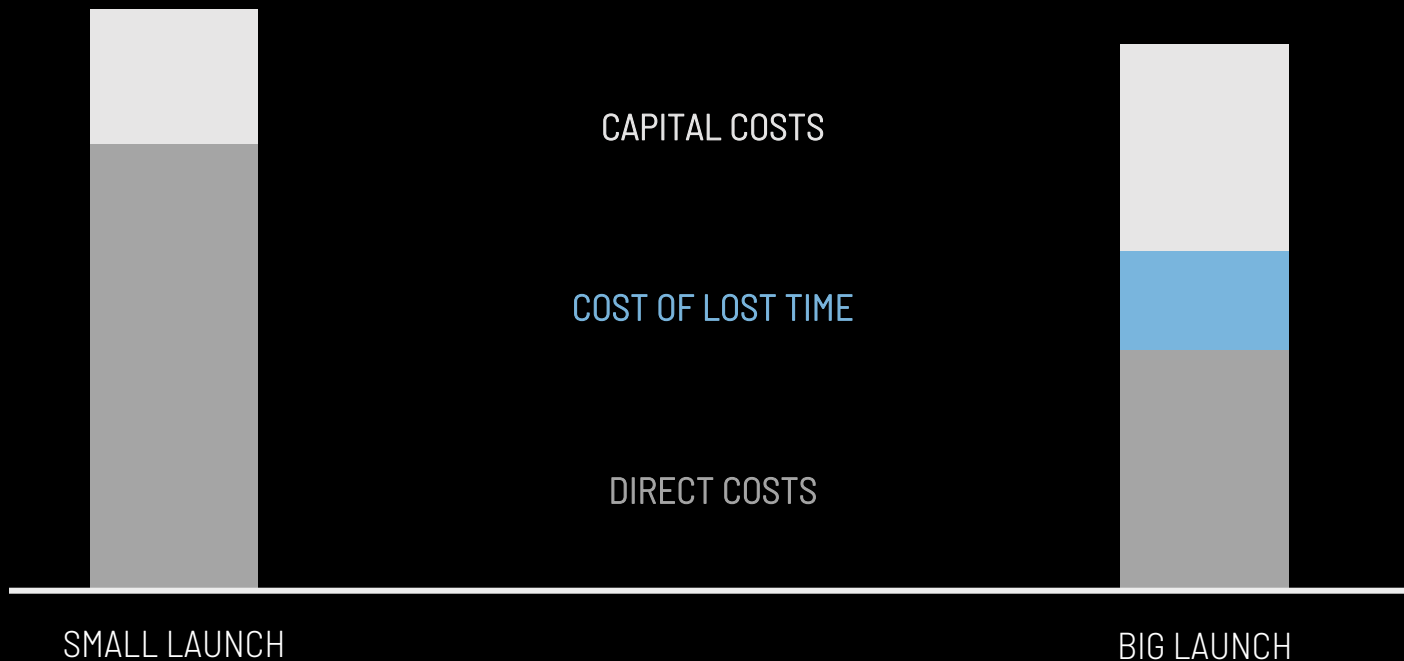 CAPITAL COSTS
COST OF LOST TIME
DIRECT COSTS
SMALL LAUNCH
BIG LAUNCH